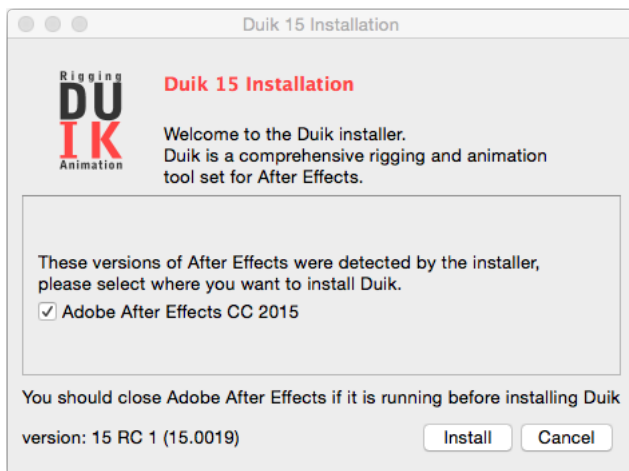 Duik 15 Installation
Rigging
DU
IK
Animation
Duik 15 Installation
Welcome to the Duik installer.
Duik is a comprehensive rigging and animation
tool set for After Effects.
These versions of After Effects were detected by the installer,
please select where you want to install Duik.
Adobe After Effects CC 2015
You should close Adobe After Effects if it is running before installing Duik
version: 15 RC 1 (15.0019)
Install
Cancel